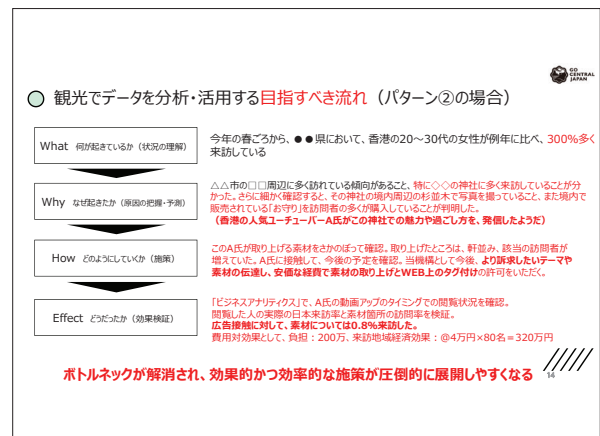 GO
CENTRAL
JAPAN
観光でデータを分析・活用する目指すべき流れ（パターン②の場合）
What 何が起きているか（状況の理解）
今年の春ごろから、●●県において、香港の20～30代の女性が例年に比べ、300%多く
来訪している
Why なぜ起きたか（原因の把握・予測）
△△市の□□周辺に多く訪れている傾向があること、特に◇◇の神社に多く来訪していることが分
かった。さらに細かく確認すると、その神社の境内周辺の杉並木で写真を撮っていること、また境内で
販売されている「お守り」を訪問者の多くが購入していることが判明した。
（香港の人気ユーチューバーA氏がこの神社での魅力や過ごし方を、発信したようだ）
How どのようにしていくか（施策）
このA氏が取り上げる素材をさかのぼって確認。取り上げたところは、軒並み、該当の訪問者が
増えていた。A氏に接触して、今後の予定を確認。当機構として今後、より訴求したいテーマや
素材の伝達し、安価な経費で素材の取り上げとWEB上のタグ付けの許可をいただく。
Effect どうだったか（効果検証）
「ビジネスアナリティクス」で、A氏の動画アップのタイミングでの閲覧状況を確認。
閲覧した人の実際の日本来訪率と素材箇所の訪問率を検証。
広告接触に対して、素材については0.8%来訪した。
費用対効果として、負担：200万、来訪地域経済効果：@4万円×80名＝320万円
ボトルネックが解消され、効果的かつ効率的な施策が圧倒的に展開しやすくなる
14